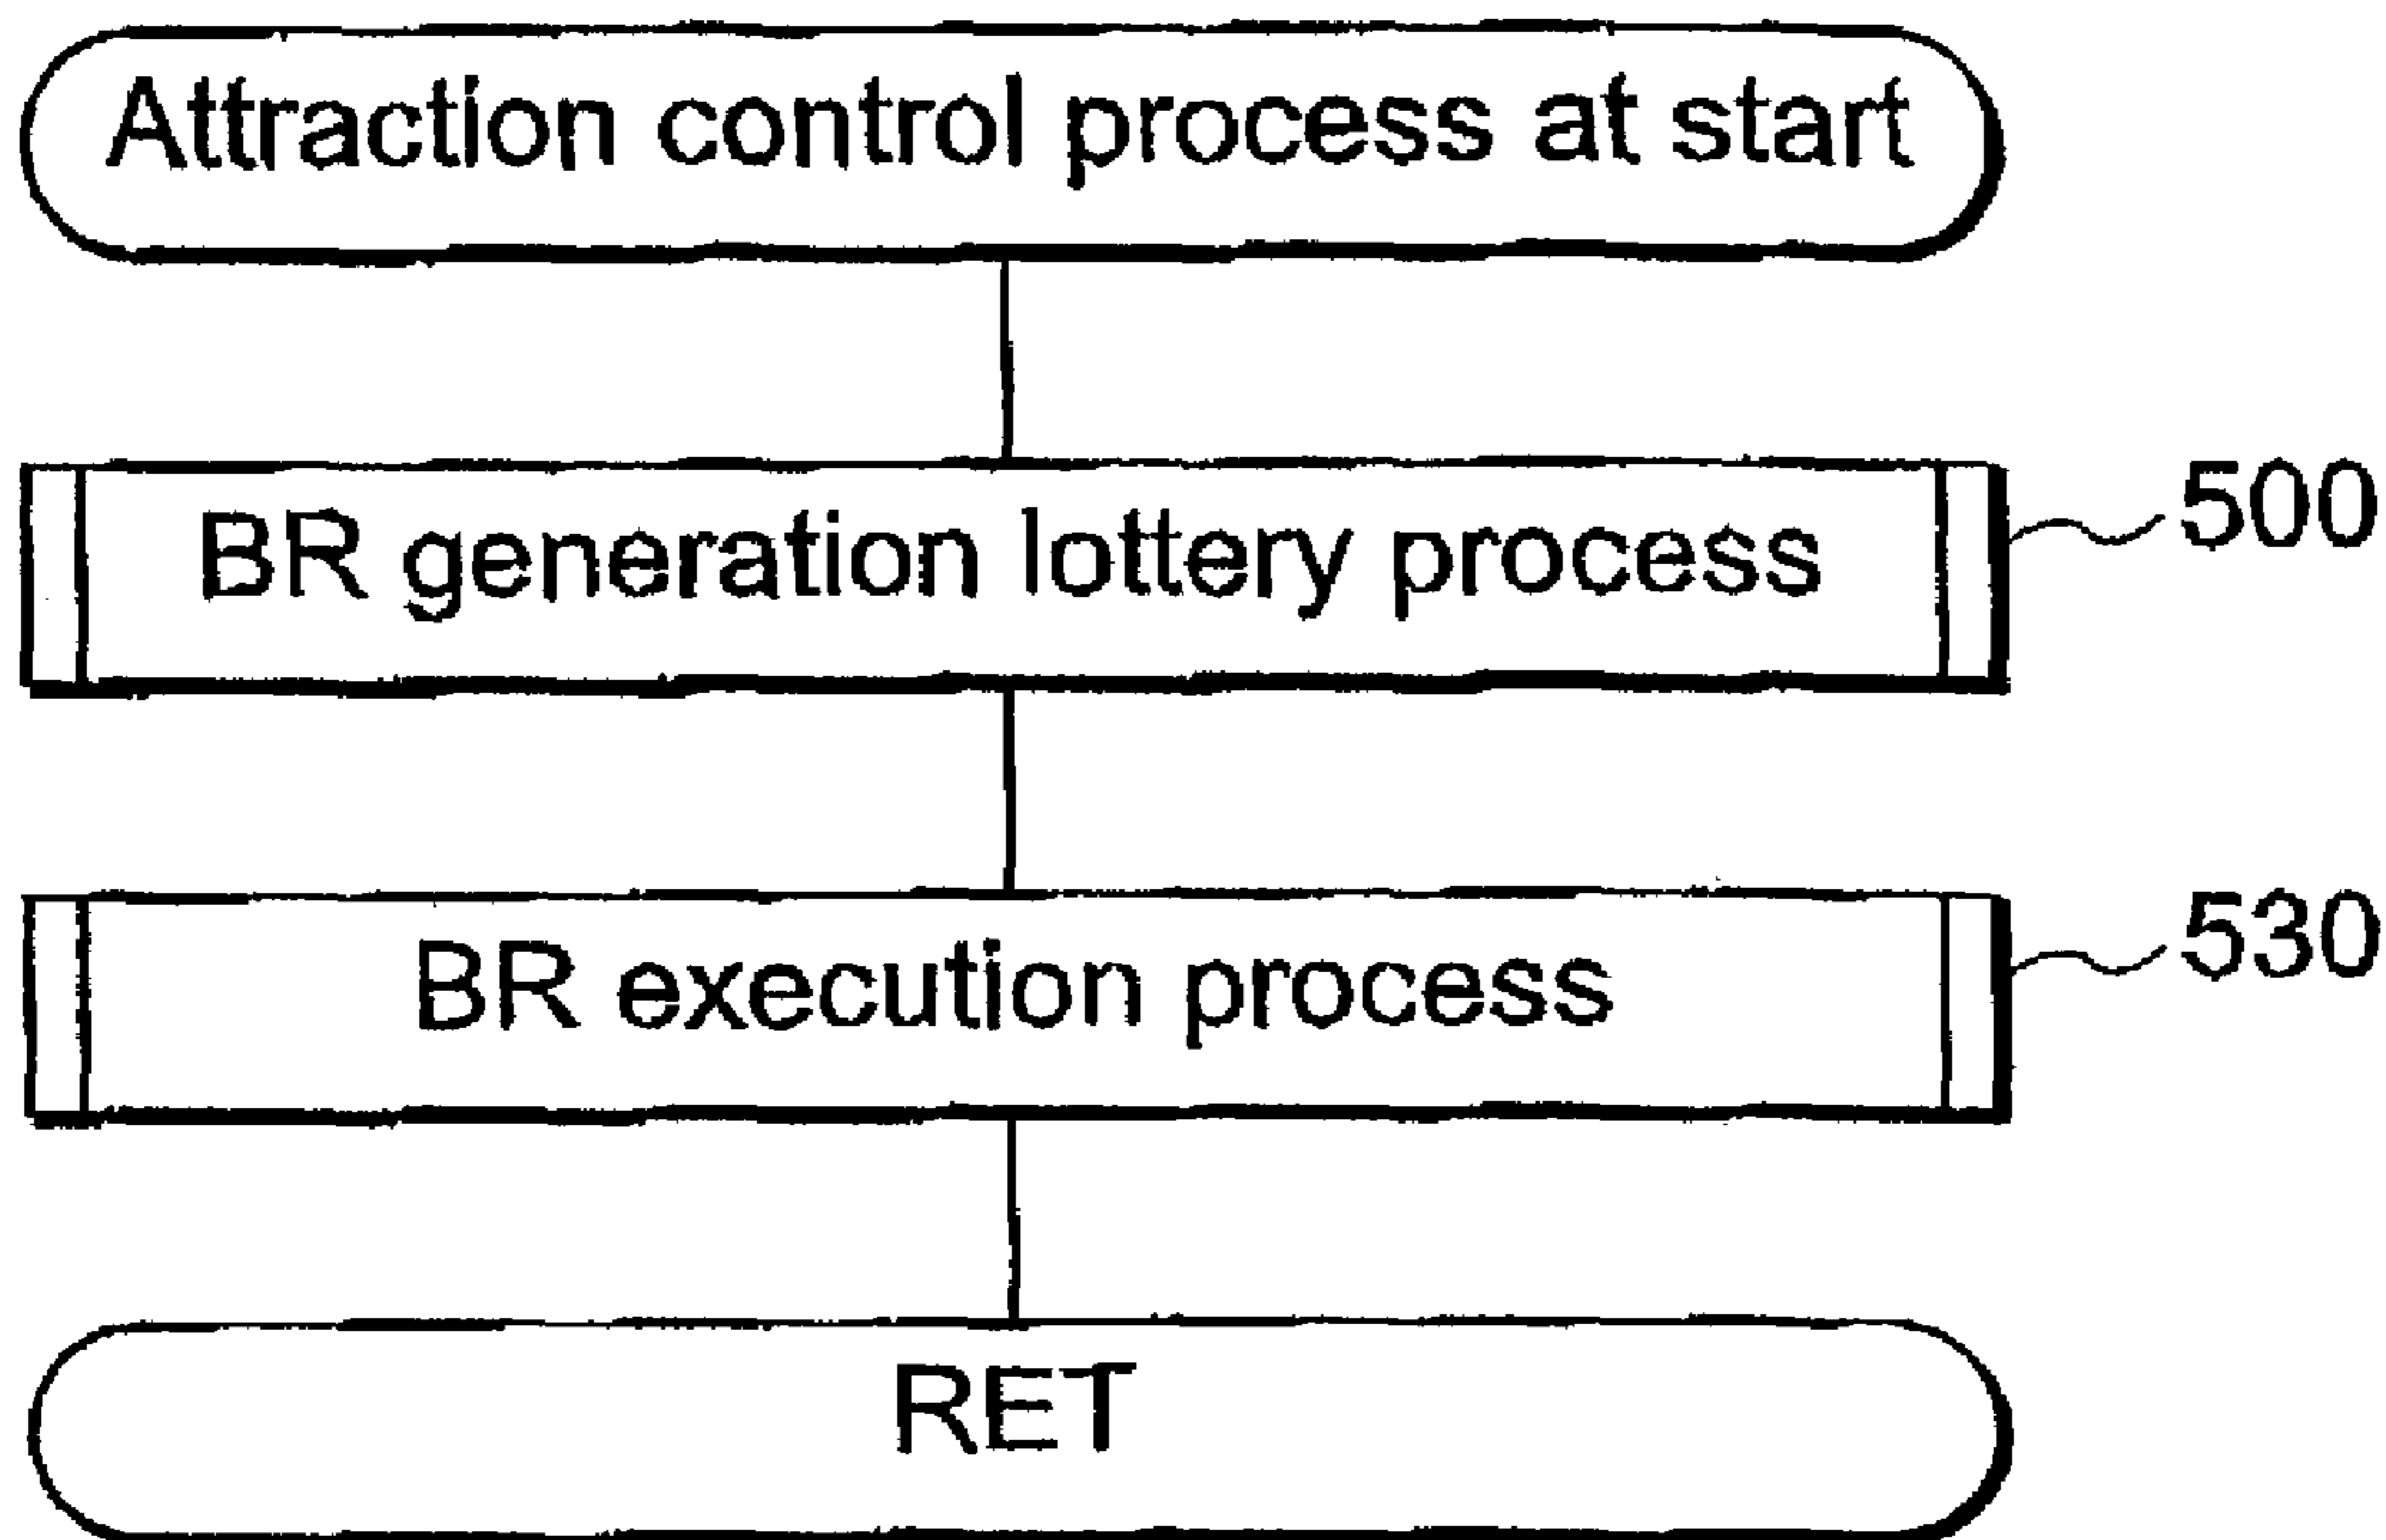 Attraction control process at start
BR generation lottery process
500
BR execution process
530
RET